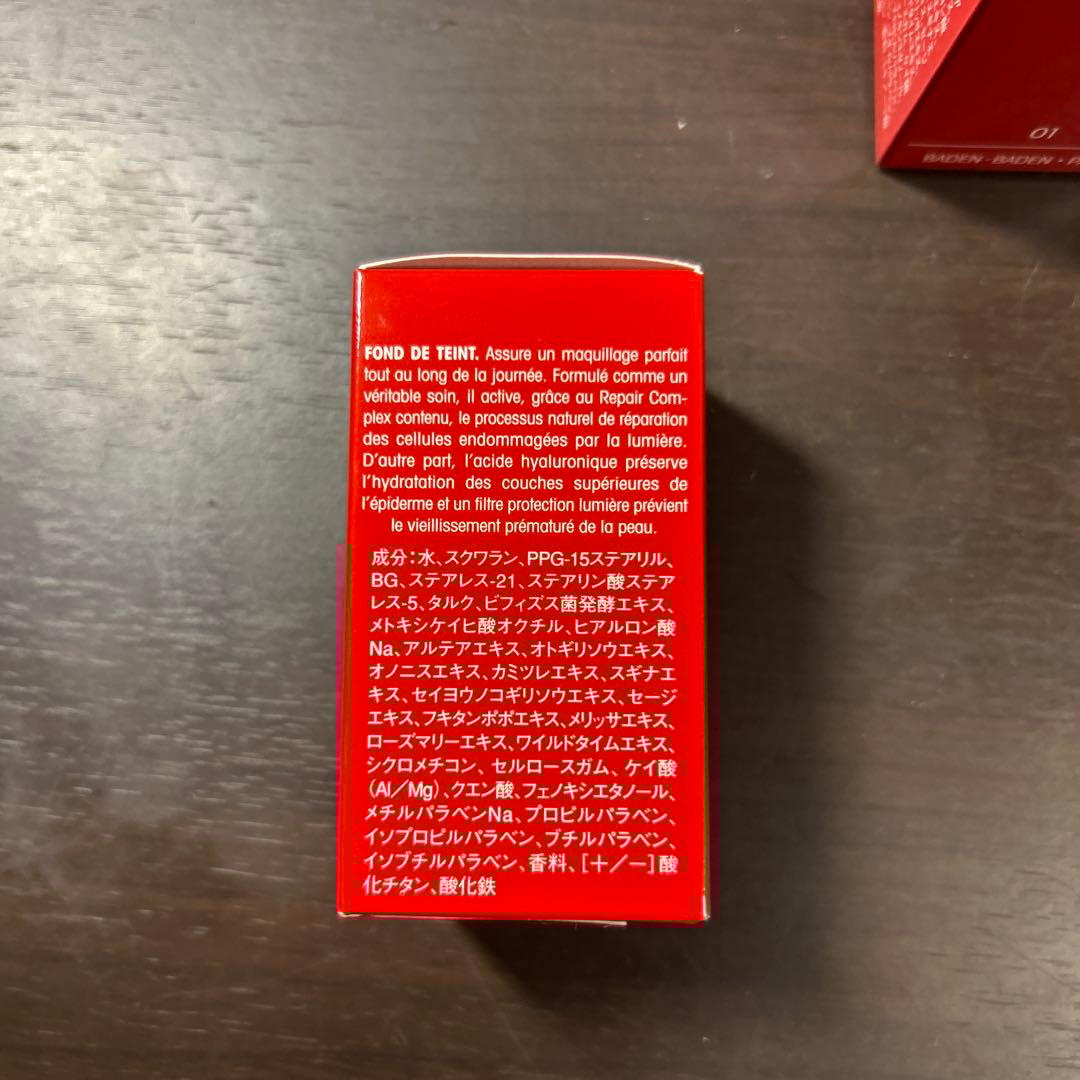 01
BADEN-BADEN
FOND DE TEINT. Assure un maquillage parfait
tout au long de la journée. Formulé comme un
véritable soin, il active, grâce au Repair Com-
plex contenu, le processus naturel de réparation
des cellules endommagées par la lumière.
D'autre part, l'acide hyaluronique préserve
l'hydratation des couches supérieures de
l'épiderme et un filtre protection lumière prévient
le vieillissement prématuré de la peau.
成分：水、スクワラン、PPG-15ステアリル、
BG、ステアレス-21、ステアリン酸ステア
レス-5、タルク、ビフィズス菌発酵エキス、
メトキシケイヒ酸オクチル、ヒアルロン酸
Na、アルテアエキス、オトギリソウエキス、
オノニスエキス、カミツレエキス、スギナエ
キス、セイヨウノコギリソウエキス、セージ
エキス、フキタンポポエキス、メリッサエキス、
ローズマリーエキス、ワイルドタイムエキス、
シクロメチコン、セルロースガム、ケイ酸
（Al／Mg）、クエン酸、フェノキシエタノール、
メチルパラベンNa、プロピルパラベン、
イソプロピルパラベン、ブチルパラベン、
イソブチルパラベン、香料、［＋／－］酸
化チタン、酸化鉄